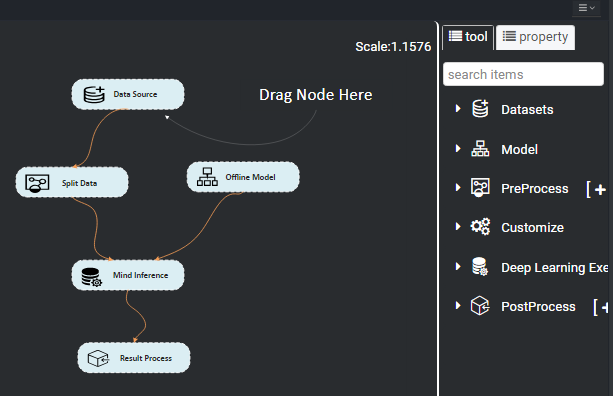 Scale:1.1576
tool
property
search items
Data Source
Drag Node Here
Datasets
Split Data
Offline Model
Model
PreProcess [+
Customize
Mind Inference
Deep Learning Exe
Result Process
PostProcess [+